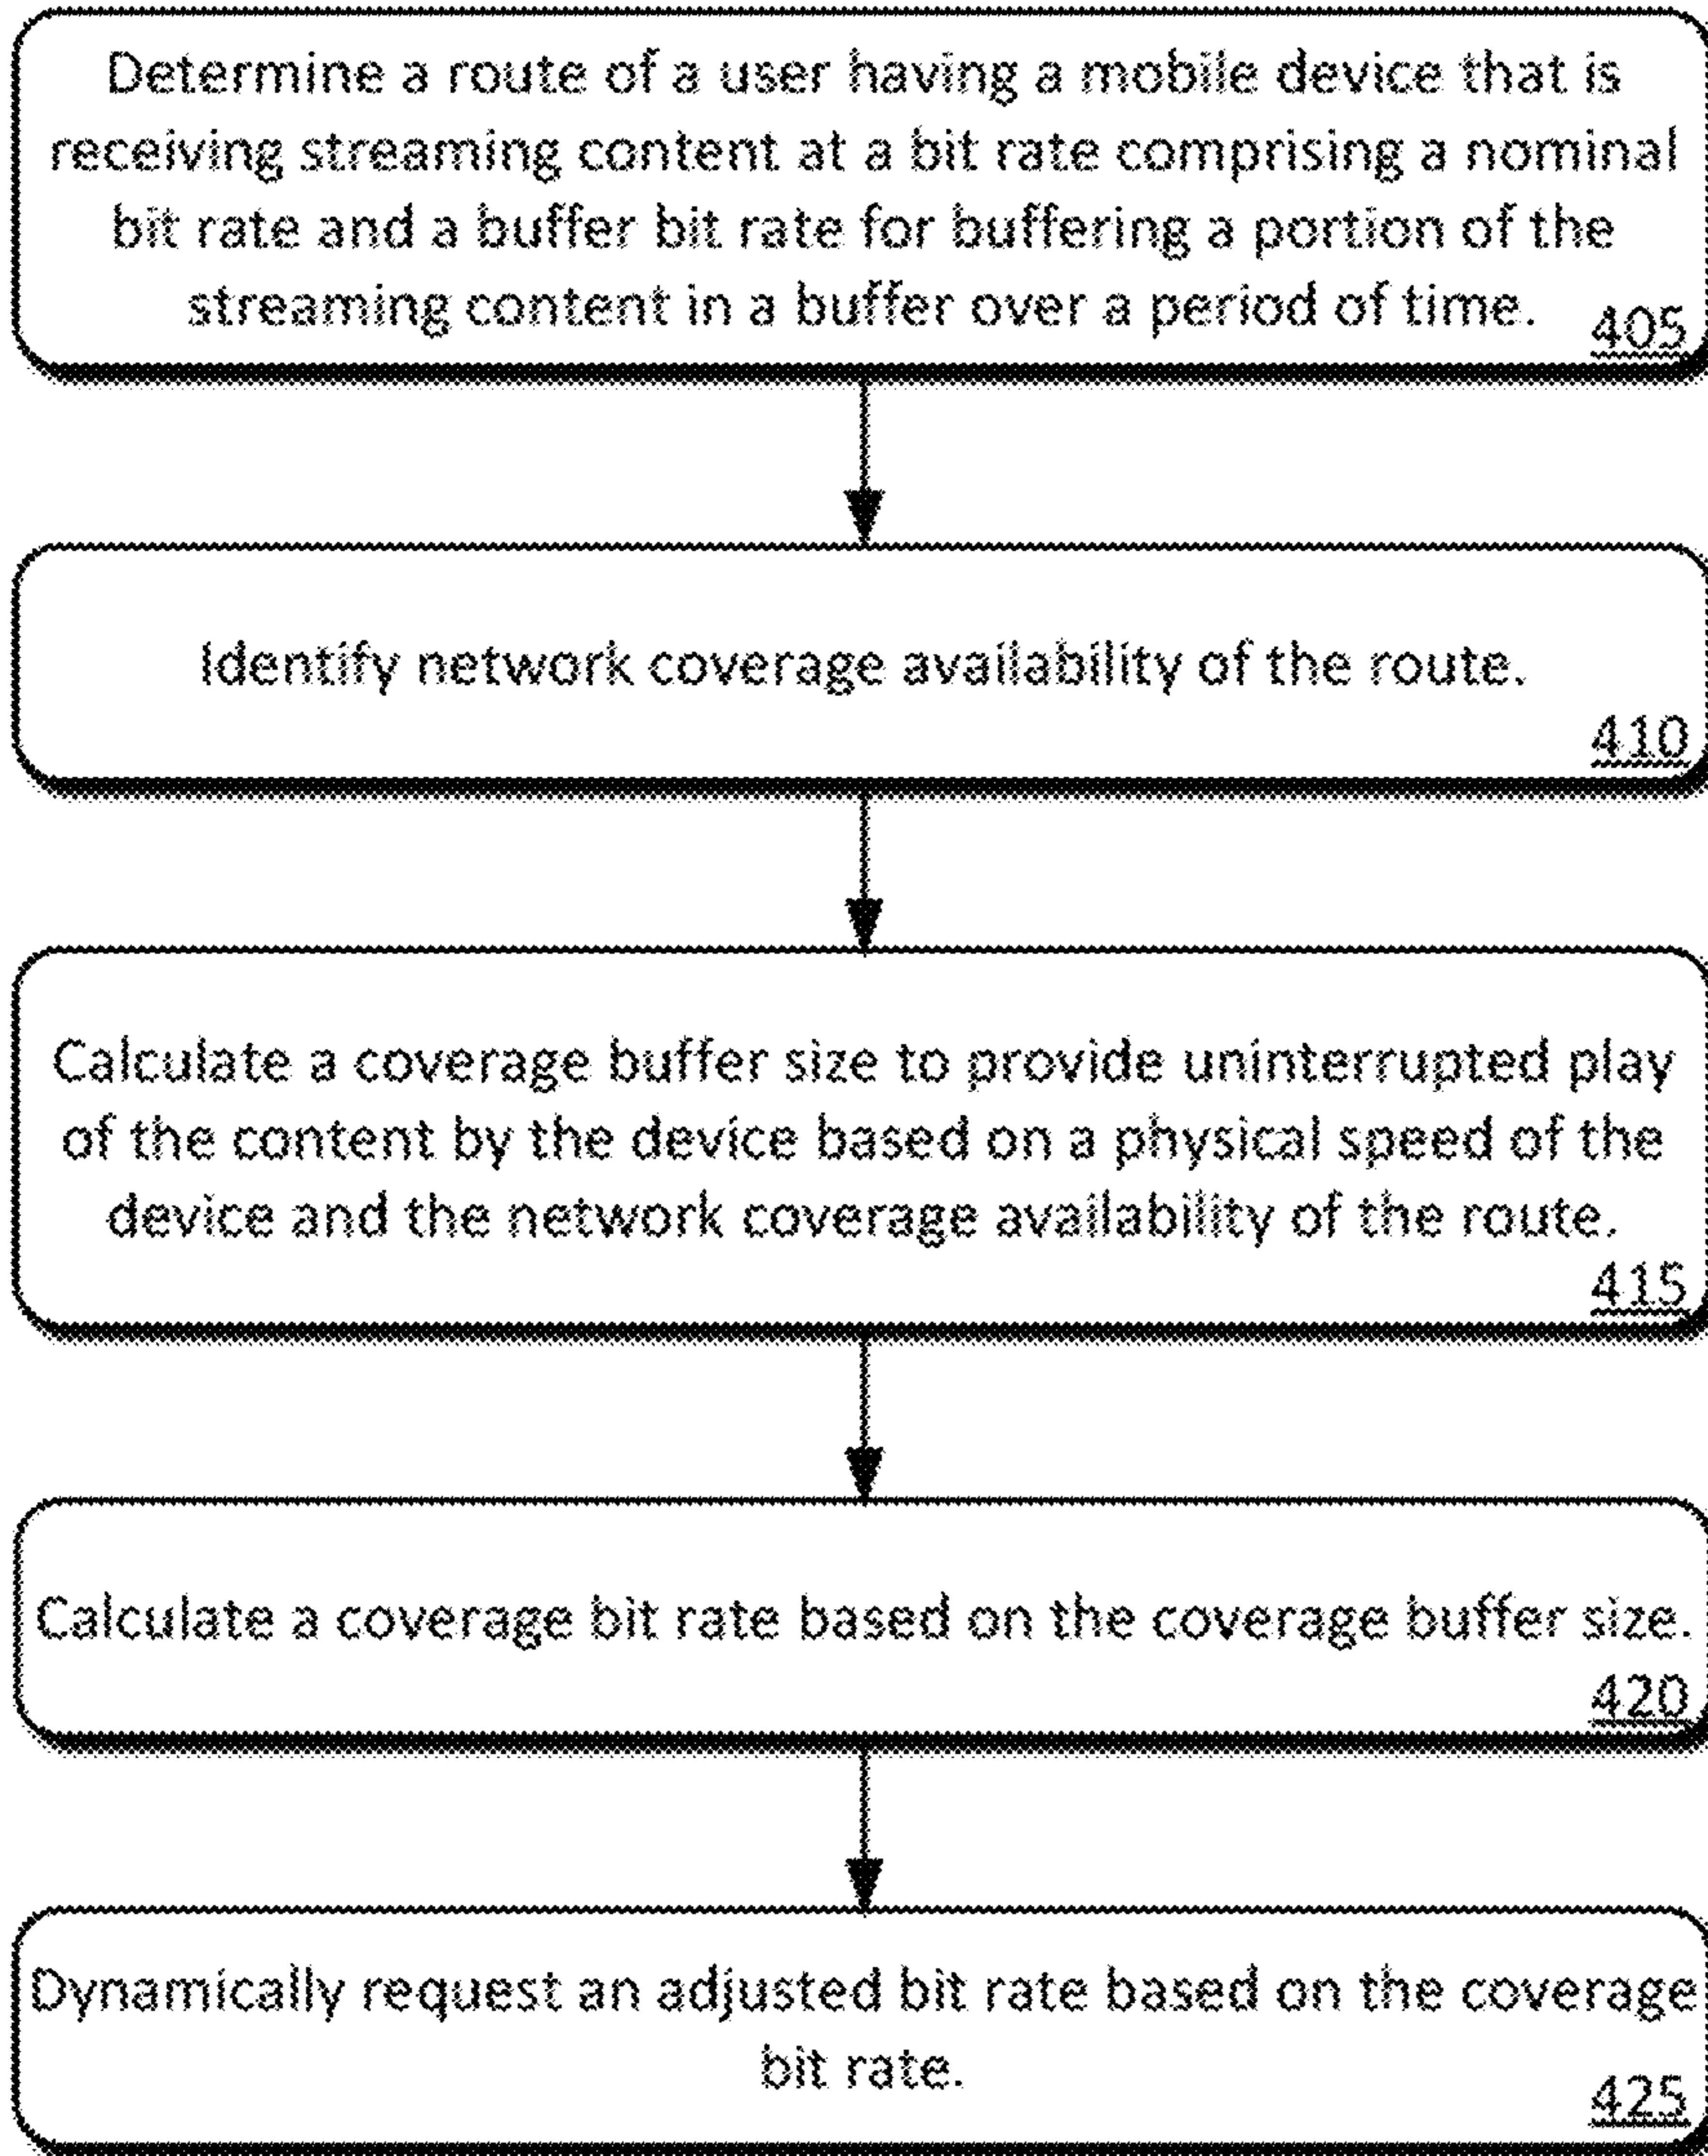 Determine a route of a user having a mobile device that is
receiving streaming content at a bit rate comprising a nominal
bit rate and a buffer bit rate for buffering a portion of the
streaming content in a buffer over a period of time.
405
Identify network coverage availability of the route.
410
Calculate a coverage buffer size to provide uninterrupted play
of the content by the device based on a physical speed of the
device and the network coverage availability of the route.
415
Calculate a coverage bit rate based on the coverage buffer size.
420
Dynamically request an adjusted bit rate based on the coverage
bit rate.
425